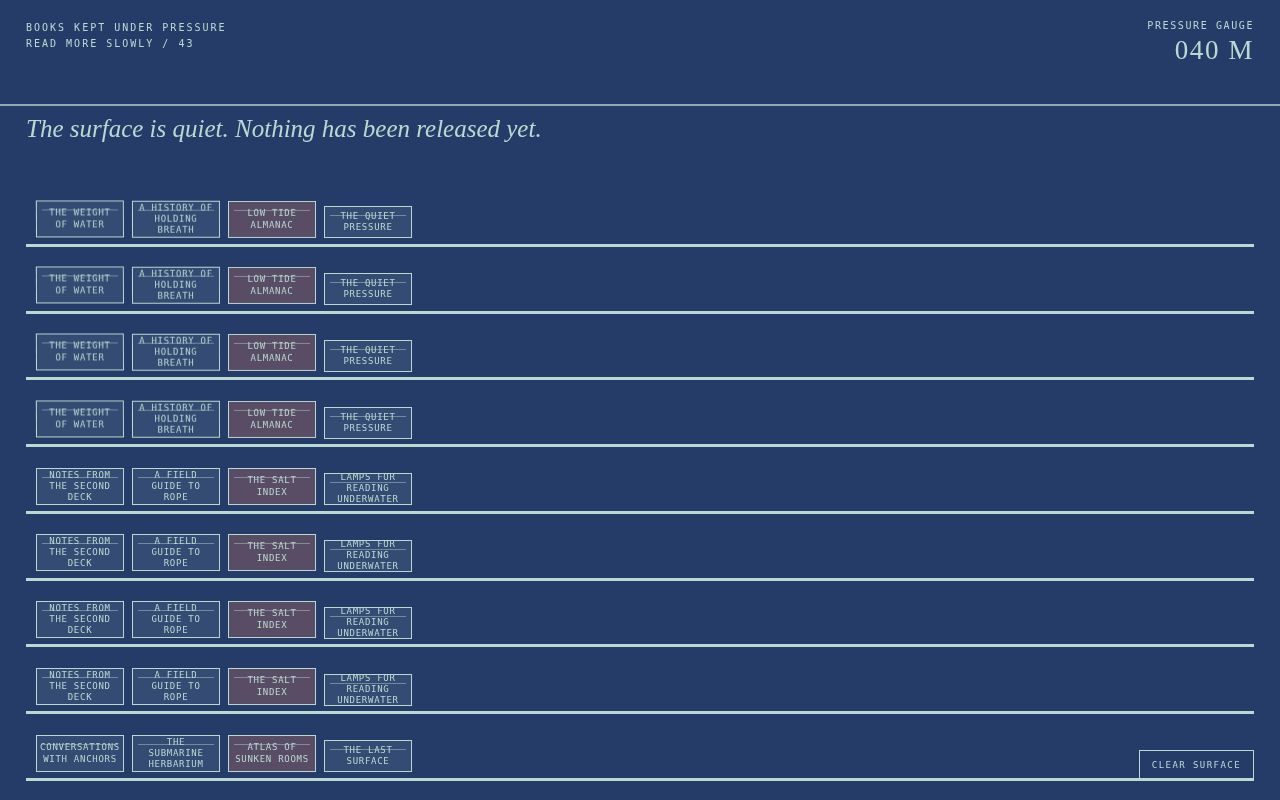 BOOKS KEPT UNDER PRESSURE
READ MORE SLOWLY / 43
PRESSURE GAUGE
040 M
The surface is quiet. Nothing has been released yet.
THE WEIGHT
OF WATER
A HISTORY OF
HOLDING
BREATH
LOW TIDE
ALMANAC
THE QUIET
PRESSURE
THE WEIGHT
OF WATER
A HISTORY OF
HOLDING
BREATH
LOW TIDE
ALMANAC
THE QUIET
PRESSURE
THE WEIGHT
OF WATER
A HISTORY OF
HOLDING
BREATH
LOW TIDE
ALMANAC
THE QUIET
PRESSURE
THE WEIGHT
OF WATER
A HISTORY OF
HOLDING
BREATH
LOW TIDE
ALMANAC
THE QUIET
PRESSURE
NOTES FROM
THE SECOND
DECK
A FIELD
GUIDE TO
ROPE
THE SALT
INDEX
LAMPS FOR
READING
UNDERWATER
NOTES FROM
THE SECOND
DECK
A FIELD
GUIDE TO
ROPE
THE SALT
INDEX
LAMPS FOR
READING
UNDERWATER
NOTES FROM
THE SECOND
DECK
A FIELD
GUIDE TO
ROPE
THE SALT
INDEX
LAMPS FOR
READING
UNDERWATER
NOTES FROM
THE SECOND
DECK
A FIELD
GUIDE TO
ROPE
THE SALT
INDEX
LAMPS FOR
READING
UNDERWATER
CONVERSATIONS
WITH ANCHORS
THE
SUBMARINE
HERBARIUM
ATLAS OF
SUNKEN ROOMS
THE LAST
SURFACE
CLEAR SURFACE